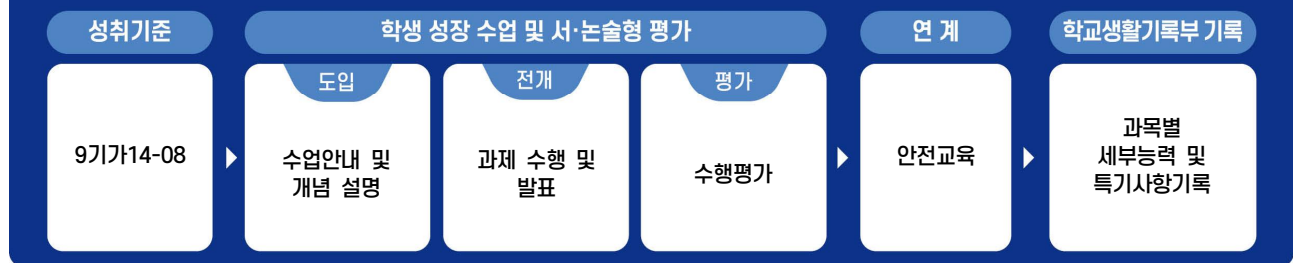 성취기준
학생 성장 수업 및 서·논술형 평가
연 계
학교생활기록부 기록
9기가14-08
도입
수업안내 및
개념 설명
전개
과제 수행 및
발표
평가
수행평가
안전교육
과목별
세부능력 및
특기사항기록